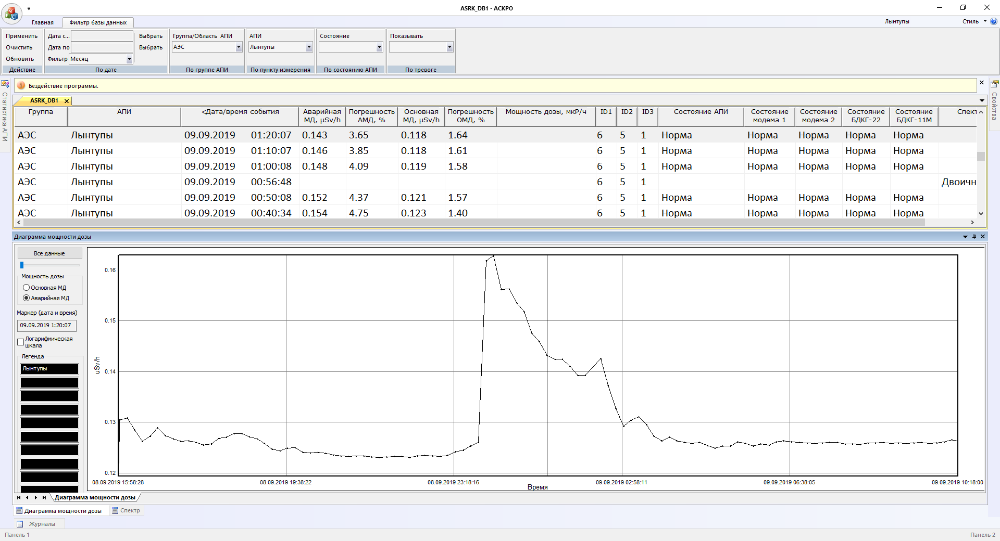 ASRK_DB1 - АСКРО
Главная
Фильтр базы данных
Лынтупы
Стиль
Применить
Дата с...
Выбрать
Группа/Область АПИ
АПИ
Состояние
Показывать
Очистить
Дата по
Выбрать
АЭС
Лынтупы
Обновить
Фильтр
Месяц
Действие
По дате
По группе АПИ
По пункту измерения
По состоянию АПИ
По тревоге
Статистика АПИ
Бездействие программы.
Свойства
ASRK_DB1
Группа АПИ <Дата/время события Аварийная МД, µSv/h Погрешность АМД, % Основная МД, µSv/h Погрешность ОМД, % Мощность дозы, мкР/ч ID1 ID2 ID3 Состояние АПИ Состояние модема 1 Состояние модема 2 Состояние БДКГ-22 Состояние БДКГ-11М Спект
АЭС Лынтупы 09.09.2019 01:20:07 0.143 3.65 0.118 1.64 6 5 1 Норма Норма Норма Норма Норма
АЭС Лынтупы 09.09.2019 01:10:07 0.146 3.85 0.118 1.61 6 5 1 Норма Норма Норма Норма Норма
АЭС Лынтупы 09.09.2019 01:00:08 0.148 4.09 0.119 1.58 6 5 1 Норма Норма Норма Норма Норма
АЭС Лынтупы 09.09.2019 00:56:48 6 5 1 Двоичн
АЭС Лынтупы 09.09.2019 00:50:08 0.152 4.37 0.121 1.57 6 5 1 Норма Норма Норма Норма Норма
АЭС Лынтупы 09.09.2019 00:40:34 0.154 4.75 0.123 1.40 6 5 1 Норма Норма Норма Норма Норма
Диаграмма мощности дозы
Все данные
Мощность дозы
Основная МД
Аварийная МД
Маркер (дата и время)
09.09.2019 1:20:07
Логарифмическая
шкала
Легенда
Лынтупы
uSv/h
0.16
0.15
0.14
0.13
0.12
08.09.2019 15:58:28
08.09.2019 19:38:22
08.09.2019 23:18:16
09.09.2019 02:58:11
09.09.2019 06:38:05
09.09.2019 10:18:00
Время
Диаграмма мощности дозы
Диаграмма мощности дозы
Спектр
Журналы
Панель 1
Панель 2